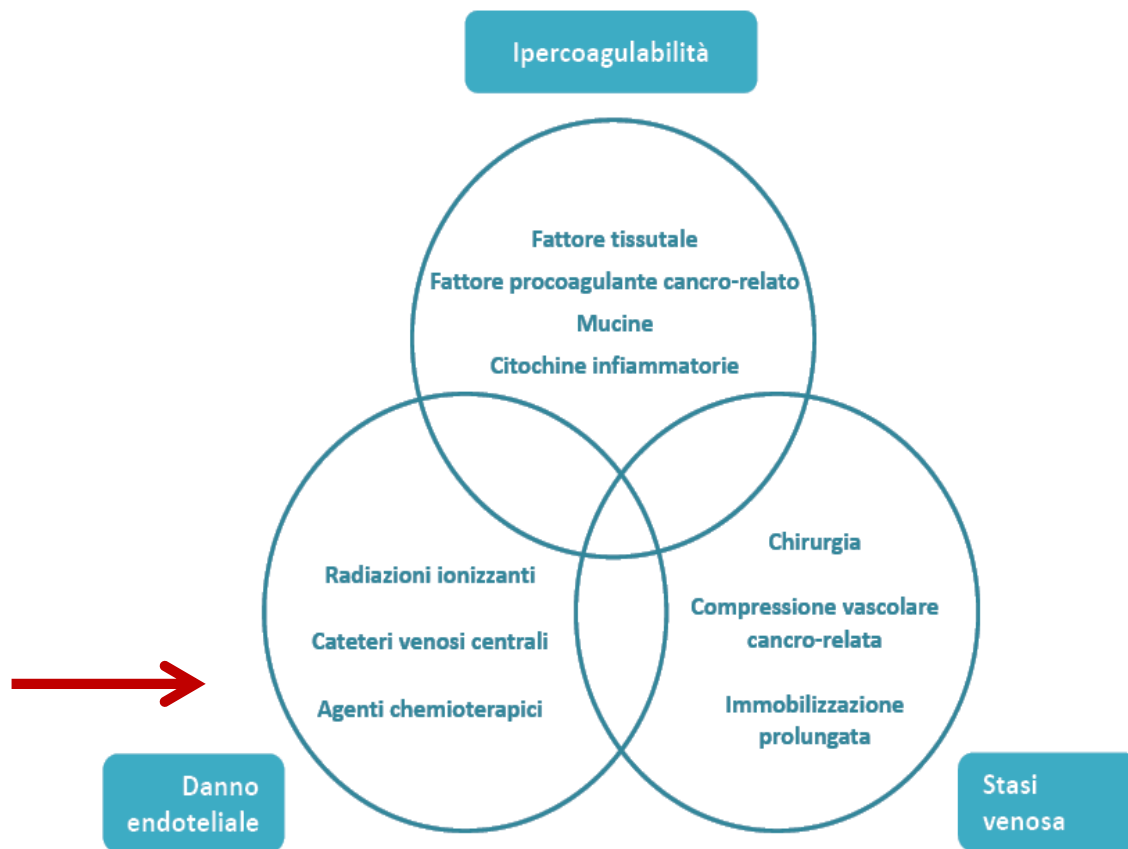 Ipercoagulabilità
Fattore tissutale
Fattore procoagulante cancro-relato
Mucine
Citochine infiammatorie
Radiazioni ionizzanti
Cateteri venosi centrali
Agenti chemioterapici
Chirurgia
Compressione vascolare
cancro-relata
Immobilizzazione
prolungata
Danno
endoteliale
Stasi
venosa